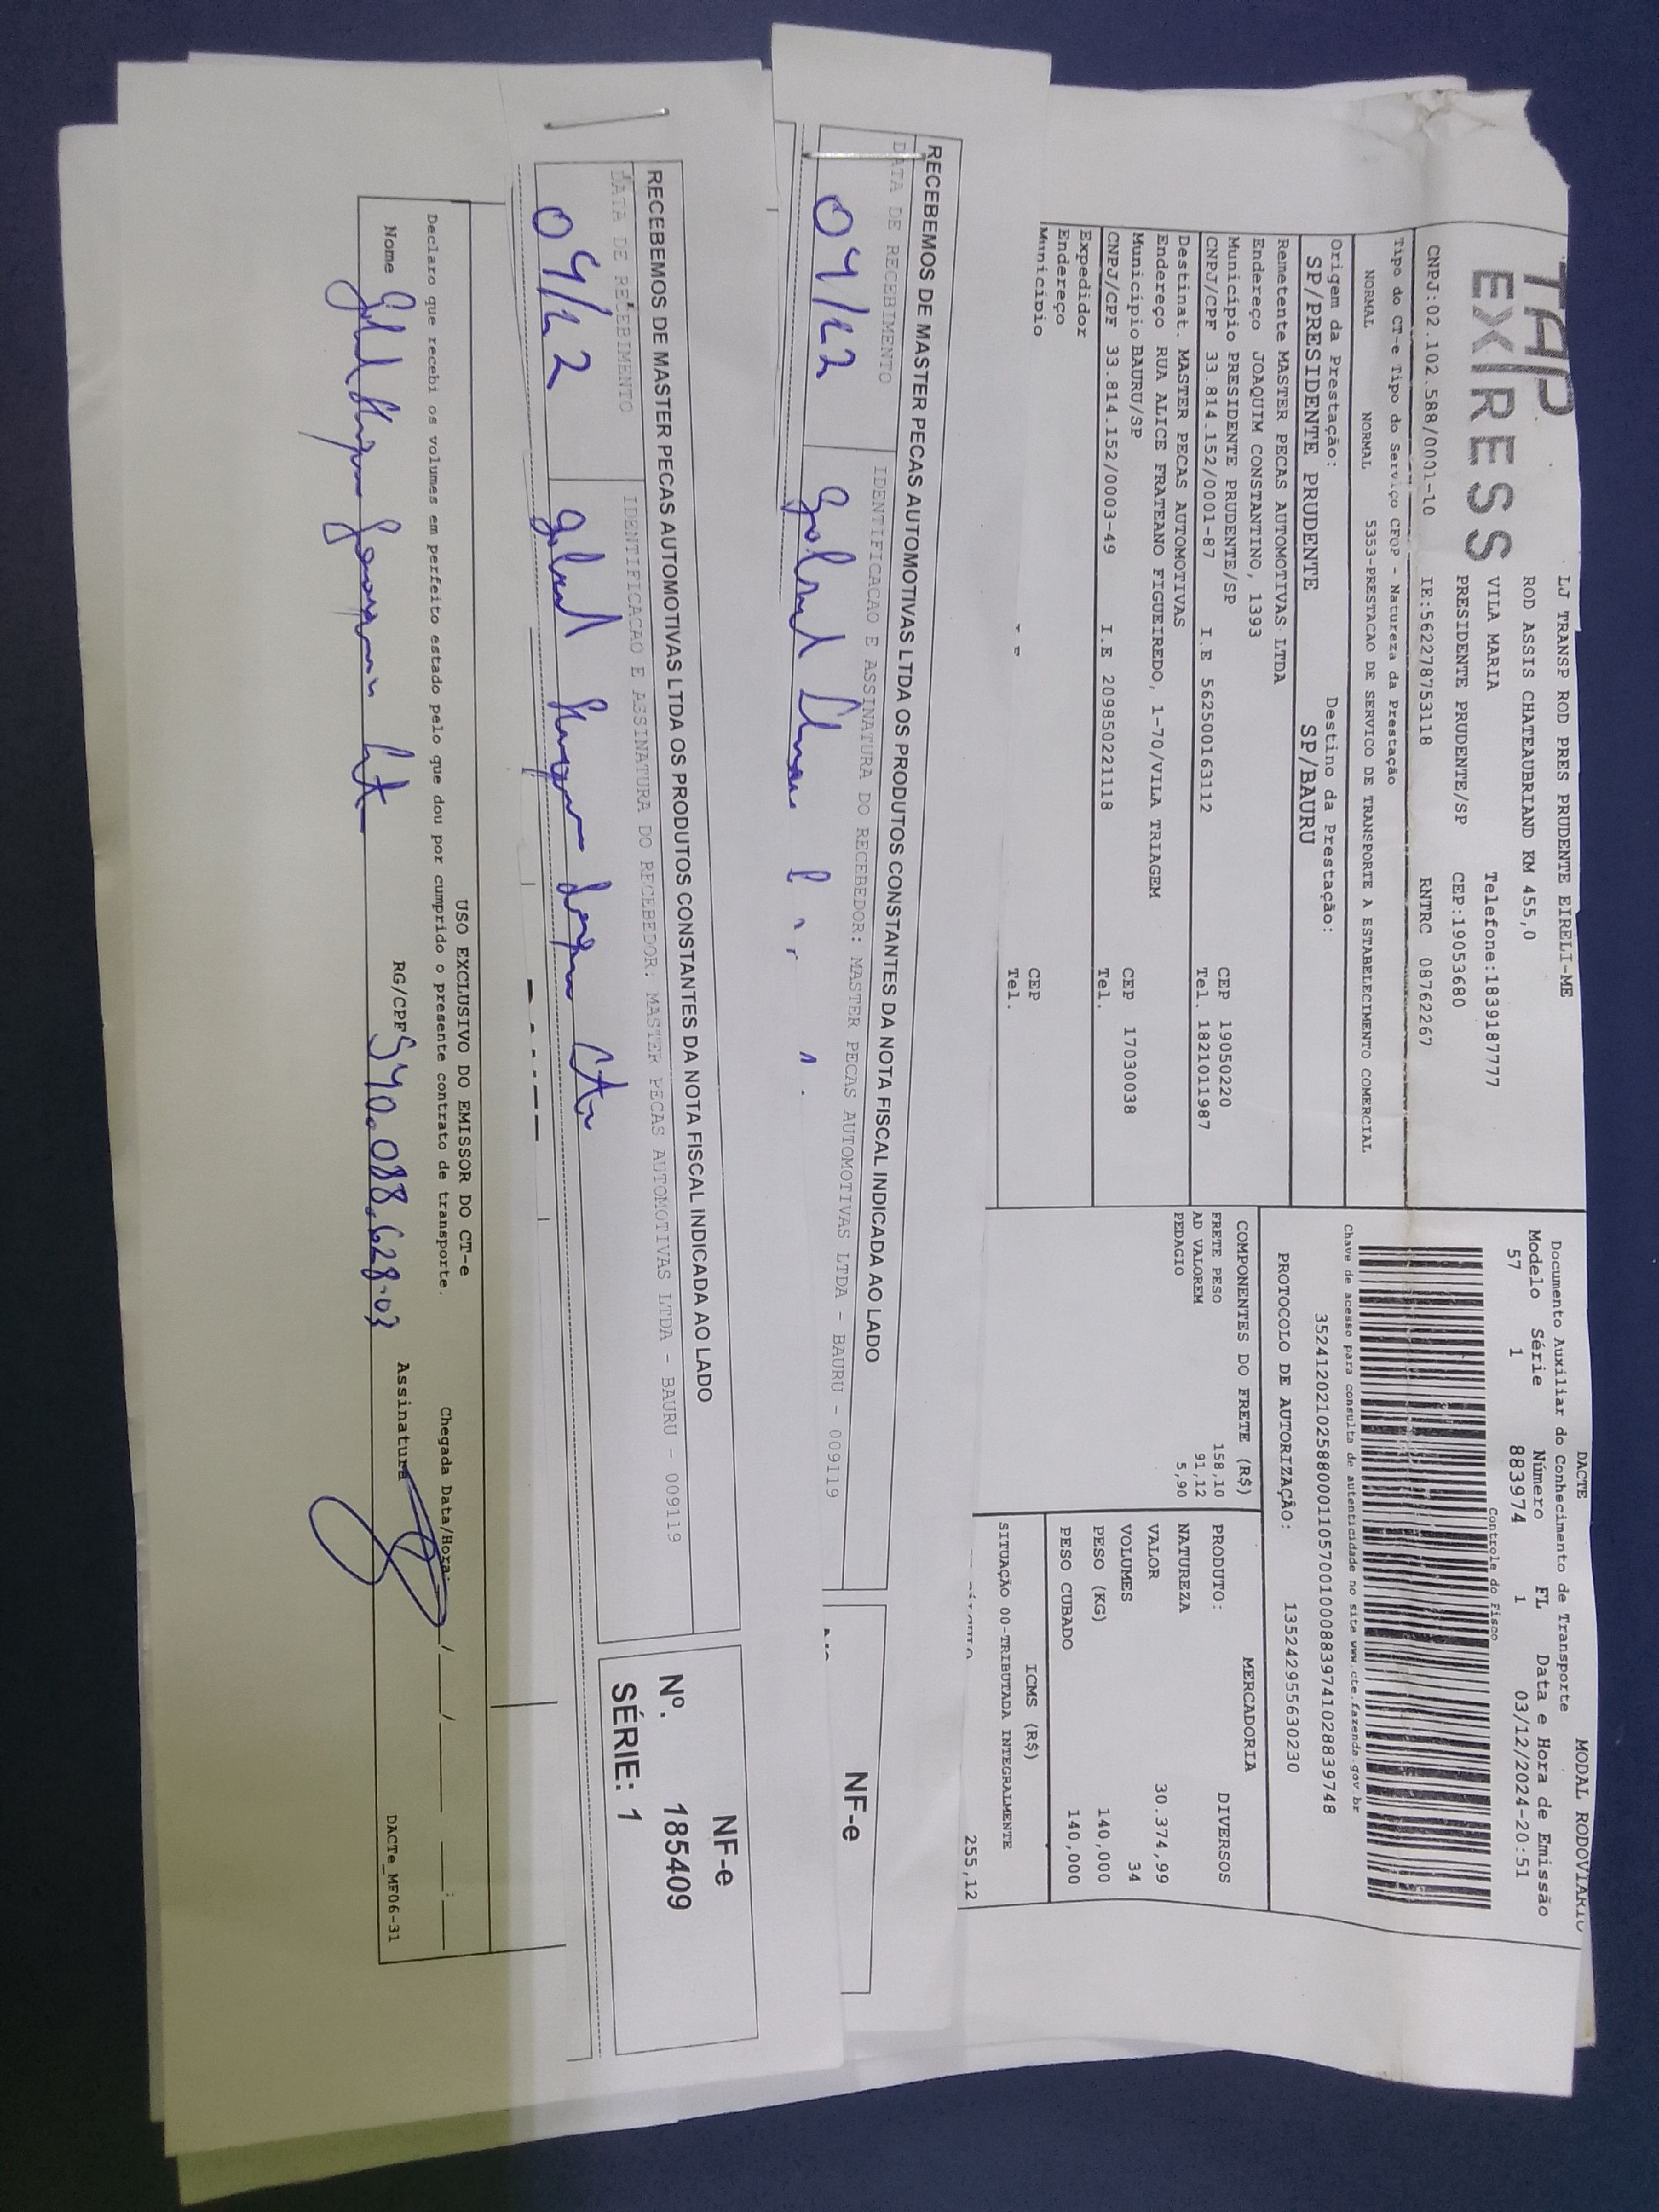 TAP EXPRESS
LJ TRANSP ROD PRES PRUDENTE EIRELI-ME
ROD ASSIS CHATEAUBRIAND KM 455,0
VILA MARIA Telefone:1839187777
PRESIDENTE PRUDENTE/SP CEP:19053680
CNPJ:02.102.588/0001-10 IE:562278753118 RNTRC 08762267
Tipo do CT-e Tipo do Serviço CFOP - Natureza da Prestação
NORMAL NORMAL 5353-PRESTACAO DE SERVICO DE TRANSPORTE A ESTABELECIMENTO COMERCIAL
Origem da Prestação: Destino da Prestação:
SP/PRESIDENTE PRUDENTE SP/BAURU
Remetente MASTER PECAS AUTOMOTIVAS LTDA
Endereço JOAQUIM CONSTANTINO, 1393
Município PRESIDENTE PRUDENTE/SP CEP 19050220
CNPJ/CPF 33.814.152/0001-87 I.E 562500163112 Tel. 1821011987
Destinat. MASTER PECAS AUTOMOTIVAS
Endereço RUA ALICE FRATEANO FIGUEIREDO, 1-70/VILA TRIAGEM
Município BAURU/SP CEP 17030038
CNPJ/CPF 33.814.152/0003-49 I.E 209850221118 Tel.
Expedidor
Endereço
Município CEP
Tel.
DACTE MODAL RODOVIARIO
Documento Auxiliar do Conhecimento de Transporte
Modelo Série Número FL Data e Hora de Emissão
57 1 883974 1 03/12/2024-20:51
Controle do Fisco
Chave de acesso para consulta de autenticidade no site www.cte.fazenda.gov.br
35241202102588000110570010008839741028839748
PROTOCOLO DE AUTORIZAÇÃO: 135242955630230
COMPONENTES DO FRETE (R$)
FRETE PESO 158,10
AD VALOREM 91,12
PEDAGIO 5,90
MERCADORIA
PRODUTO: DIVERSOS
NATUREZA
VALOR 30.374,99
VOLUMES 34
PESO (KG) 140,000
PESO CUBADO 140,000
ICMS (R$)
SITUAÇÃO 00-TRIBUTADA INTEGRALMENTE
255,12
RECEBEMOS DE MASTER PECAS AUTOMOTIVAS LTDA OS PRODUTOS CONSTANTES DA NOTA FISCAL INDICADA AO LADO
DATA DE RECEBIMENTO IDENTIFICACAO E ASSINATURA DO RECEBEDOR: MASTER PECAS AUTOMOTIVAS LTDA - BAURU - 009119
04/12
NF-e
RECEBEMOS DE MASTER PECAS AUTOMOTIVAS LTDA OS PRODUTOS CONSTANTES DA NOTA FISCAL INDICADA AO LADO
DATA DE RECEBIMENTO IDENTIFICACAO E ASSINATURA DO RECEBEDOR: MASTER PECAS AUTOMOTIVAS LTDA - BAURU - 009119
04/12
NF-e
Nº. 185409
SÉRIE: 1
USO EXCLUSIVO DO EMISSOR DO CT-e
Declaro que recebi os volumes em perfeito estado pelo que dou por cumprido o presente contrato de transporte. Chegada Data/Hora:
Nome RG/CPF 540.088.628.03 Assinatura
DACTe_MF06-31